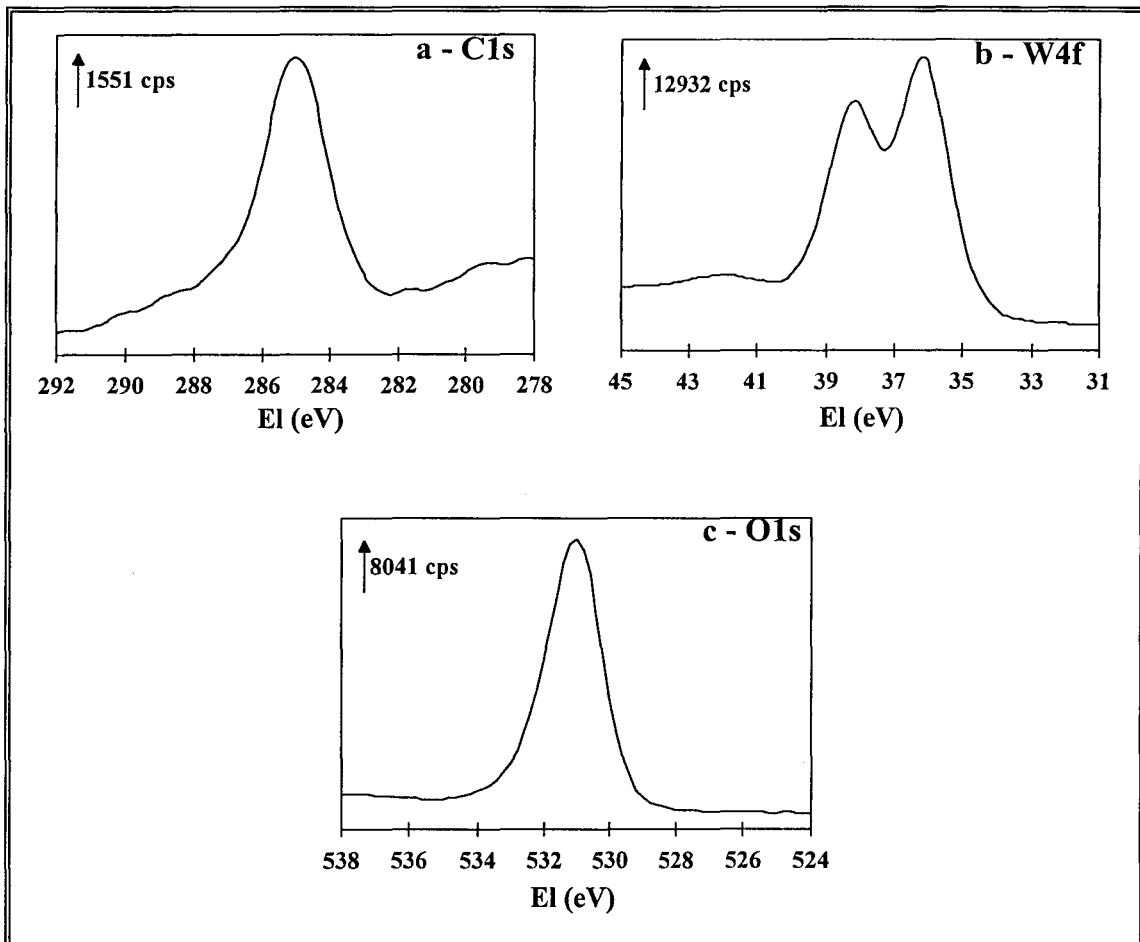 a - C1s
1551 cps
292 290 288 286 284 282 280 278
El (eV)
b - W4f
12932 cps
45 43 41 39 37 35 33 31
El (eV)
c - O1s
8041 cps
538 536 534 532 530 528 526 524
El (eV)